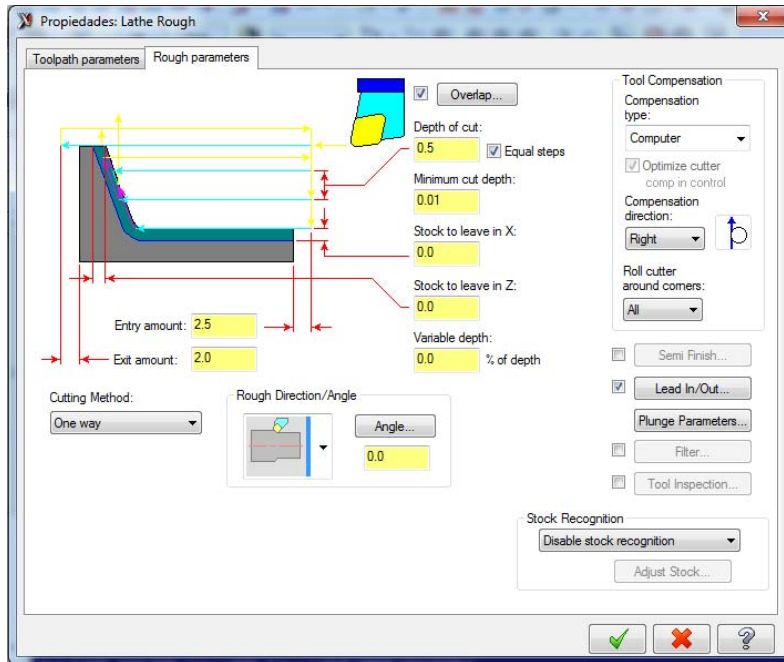 Propiedades: Lathe Rough
Toolpath parameters
Rough parameters
Overlap...
Depth of cut:
0.5
Equal steps
Minimum cut depth:
0.01
Stock to leave in X:
0.0
Stock to leave in Z:
0.0
Variable depth:
0.0 % of depth
Entry amount: 2.5
Exit amount: 2.0
Cutting Method:
One way
Rough Direction/Angle
Angle...
0.0
Tool Compensation
Compensation
type:
Computer
Optimize cutter
comp in control
Compensation
direction:
Right
Roll cutter
around corners:
All
Semi Finish...
Lead In/Out...
Plunge Parameters...
Filter...
Tool Inspection...
Stock Recognition
Disable stock recognition
Adjust Stock...